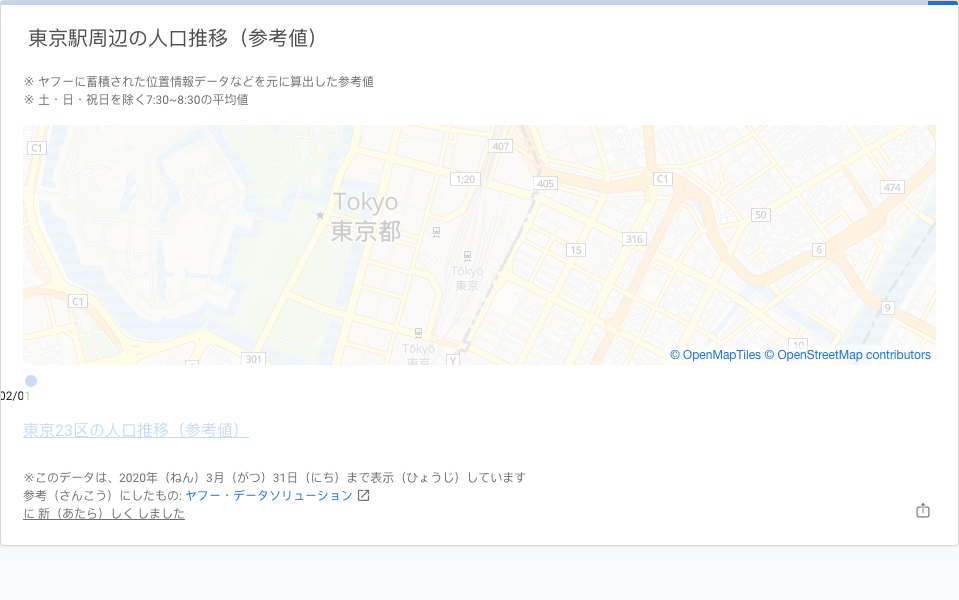 東京駅周辺の人口推移（参考値）
※ ヤフーに蓄積された位置情報データなどを元に算出した参考値
※ 土・日・祝日を除く7:30~8:30の平均値
407
C1
1;20
405
C1
474
Tokyo
東京都
50
316
15
6
Tōkyō
東京
C1
9
10
301
Tōkyō
東京
Y
© OpenMapTiles © OpenStreetMap contributors
02/01
東京23区の人口推移（参考値）
※このデータは、2020年（ねん）3月（がつ）31日（にち）まで表示（ひょうじ）しています
参考（さんこう）にしたもの: ヤフー・データソリューション
に 新（あたら）しく しました